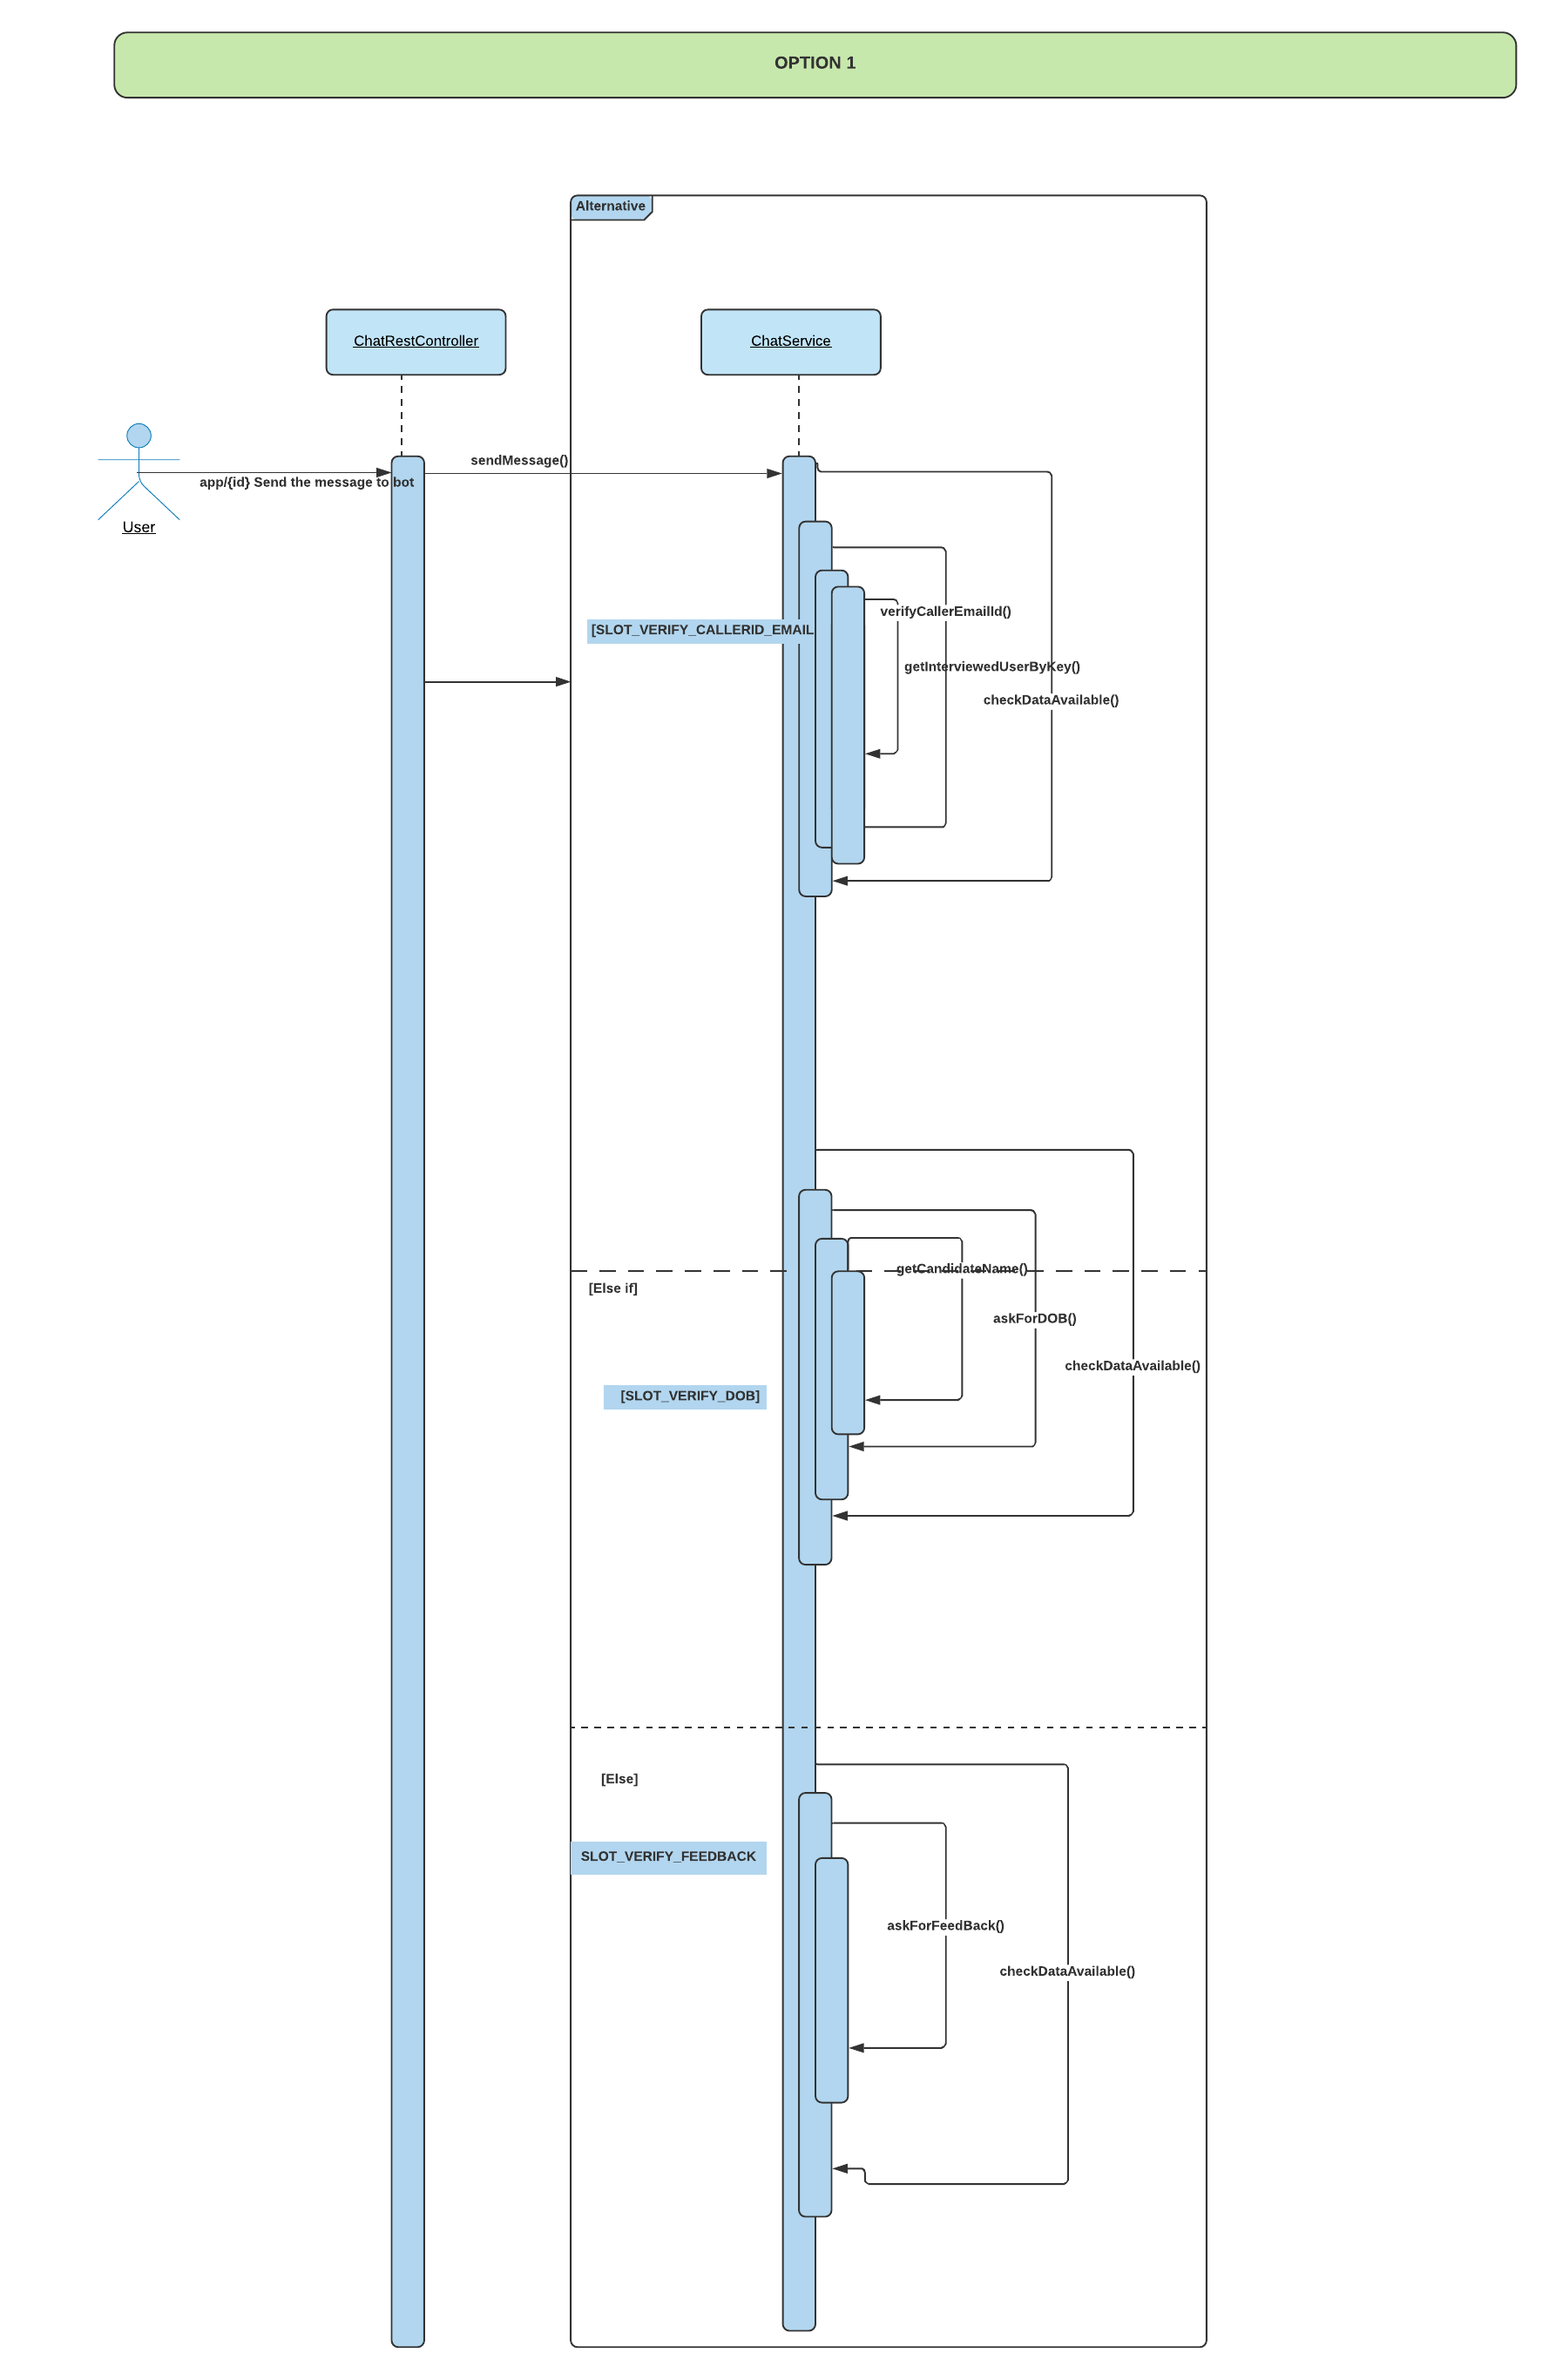 OPTION 1
Alternative
ChatRestController
ChatService
sendMessage()
app/{id} Send the message to bot
User
verifyCallerEmailId()
[SLOT_VERIFY_CALLERID_EMAIL
getInterviewedUserByKey()
checkDataAvailable()
getCandidateName()
[Else if]
askForDOB()
checkDataAvailable()
[SLOT_VERIFY_DOB]
[Else]
SLOT_VERIFY_FEEDBACK
askForFeedBack()
checkDataAvailable()